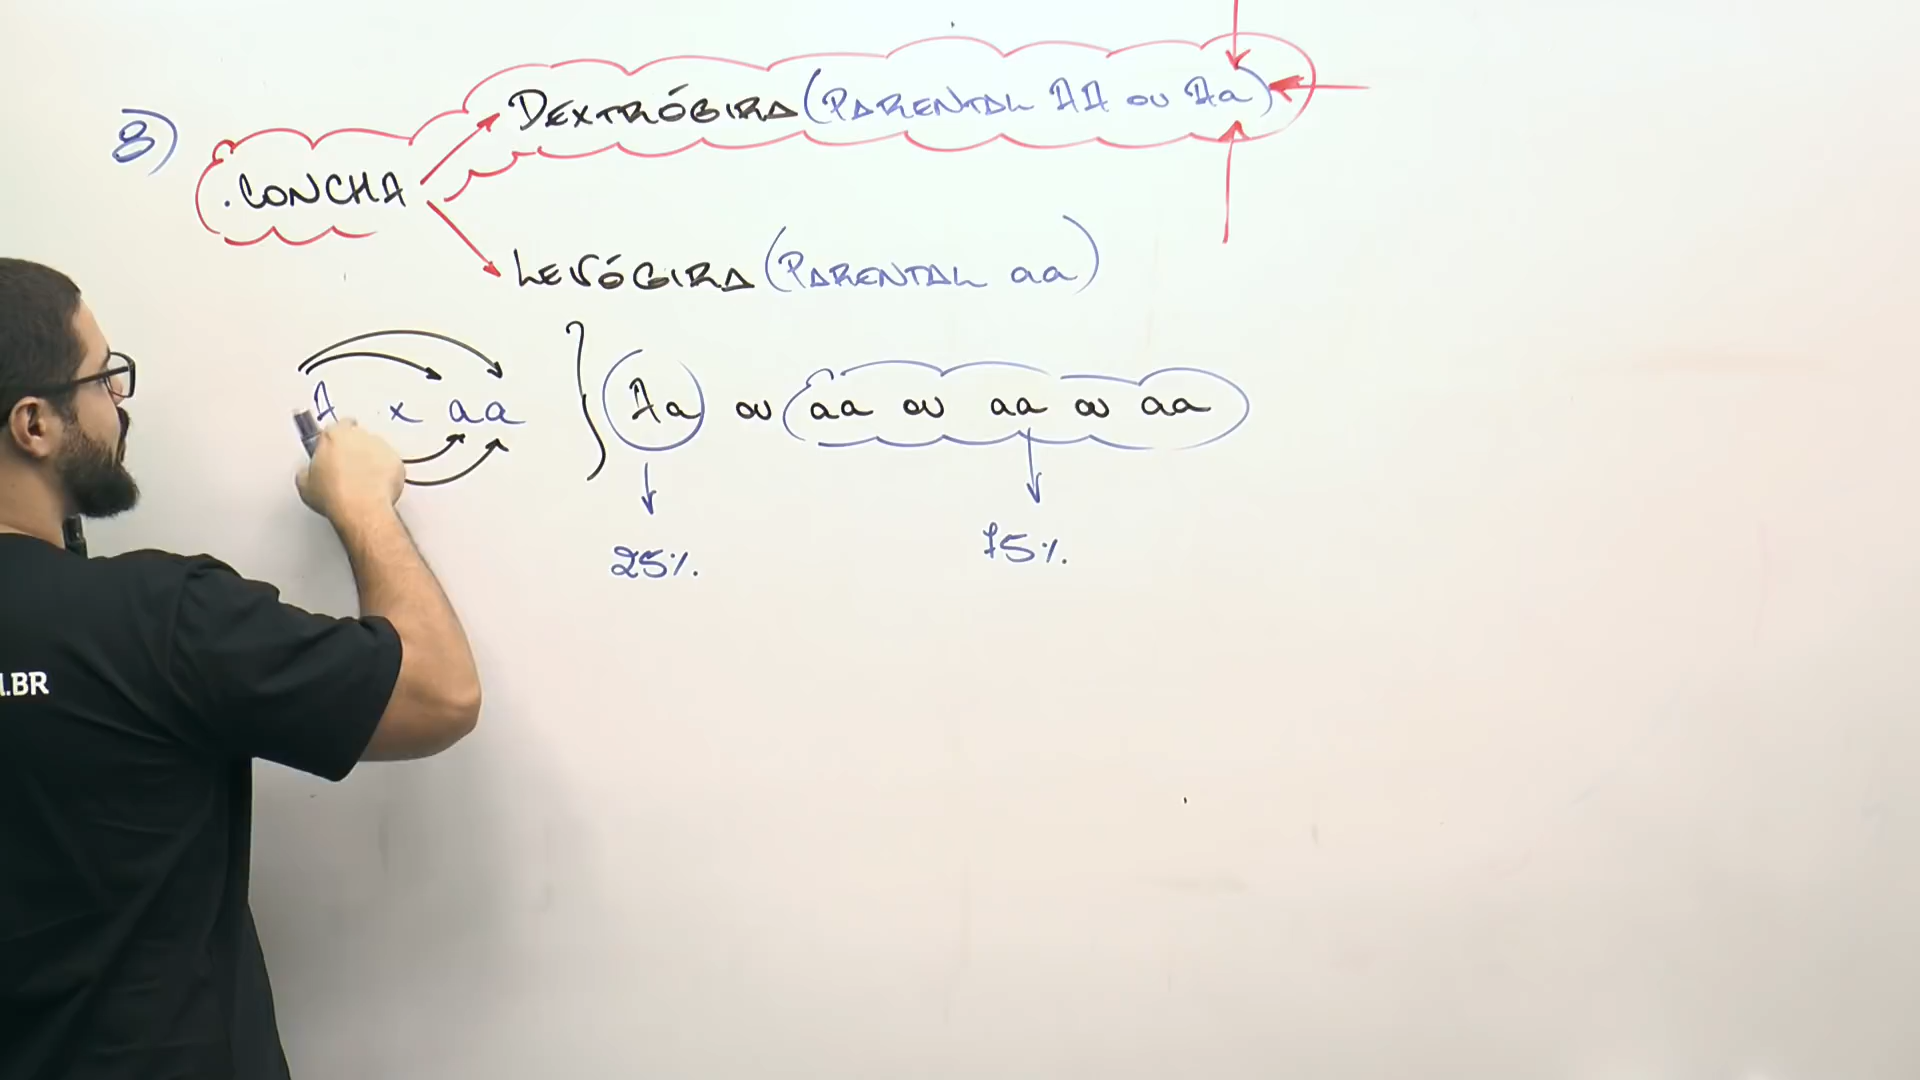 8)
DEXTRÓGIRA (PARENTAL AA OU Aa)
.CONCHA
LEVÓGIRA (PARENTAL aa)
A x aa } Aa ou aa ou aa ou aa
25%. 75%.
.BR